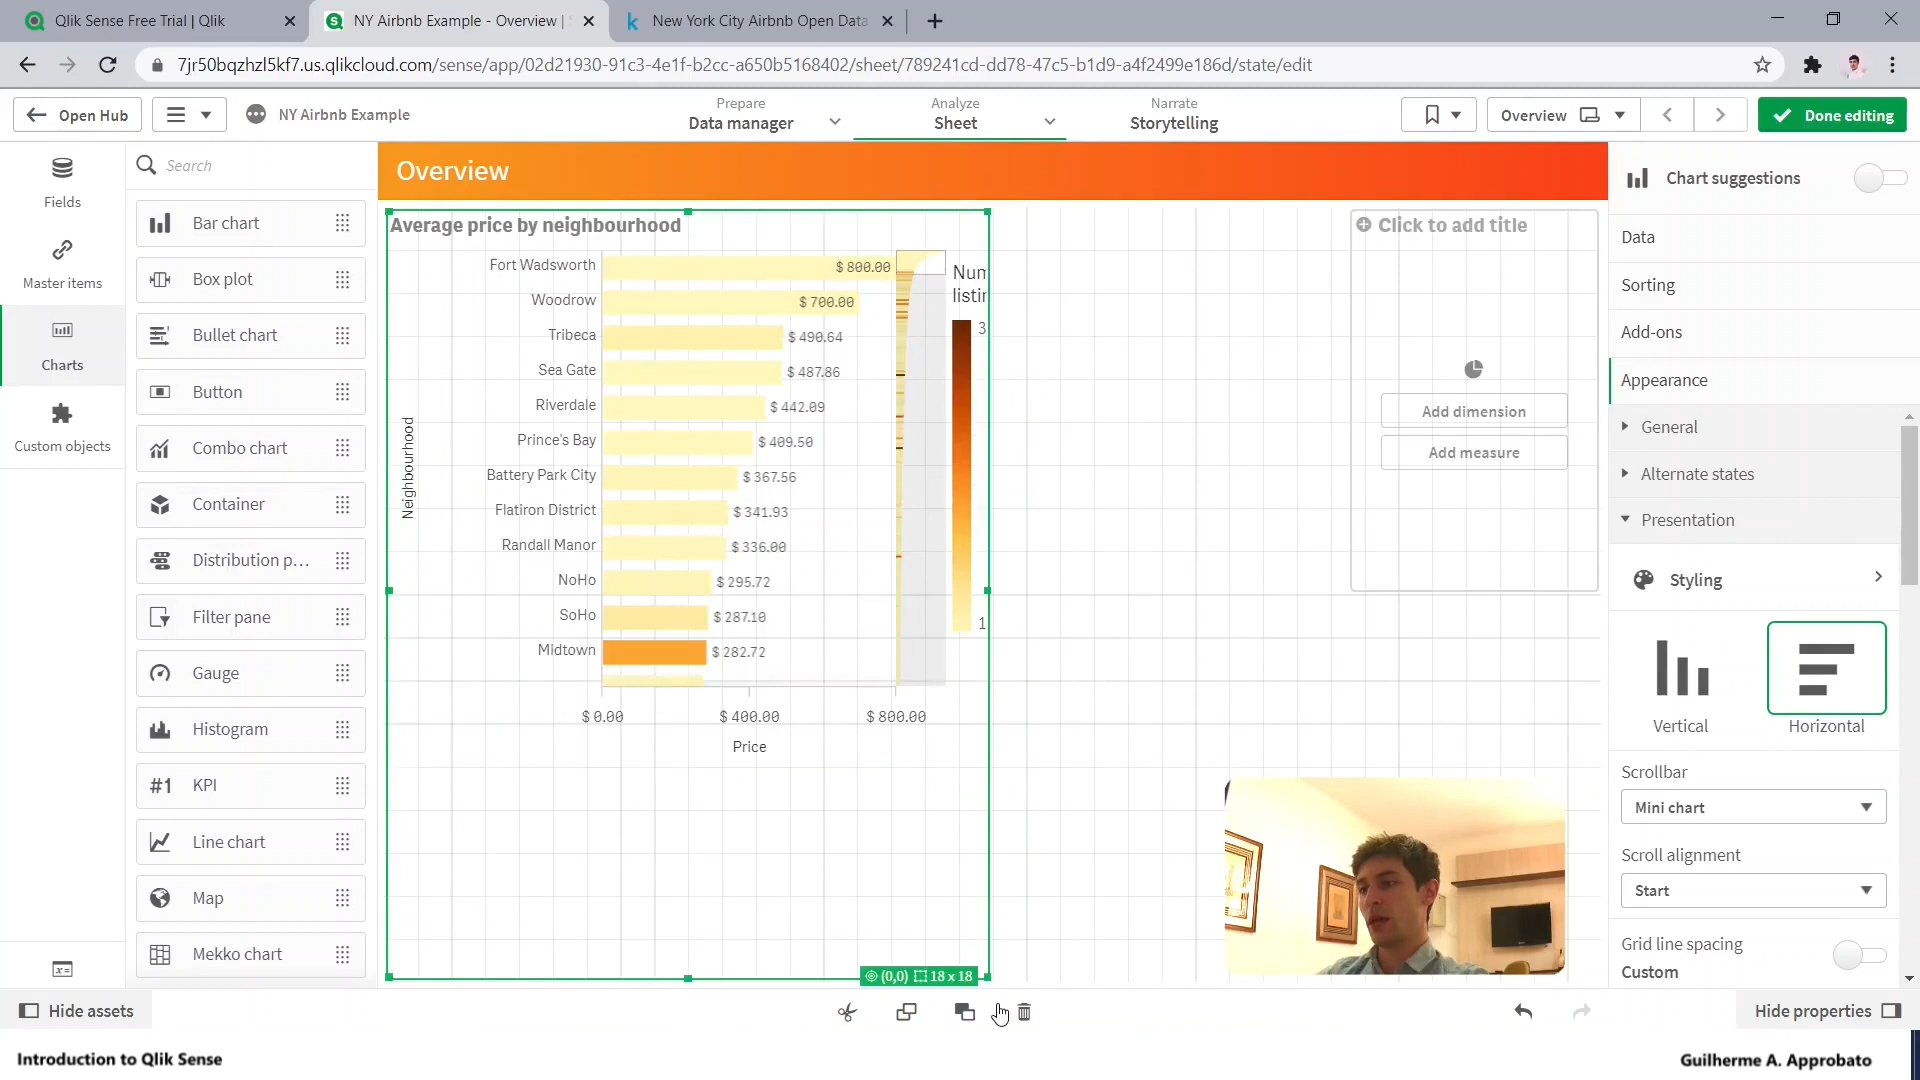 Qlik Sense Free Trial | Qlik
NY Airbnb Example - Overview |
New York City Airbnb Open Data
7jr50bqzhzl5kf7.us.qlikcloud.com/sense/app/02d21930-91c3-4e1f-b2cc-a650b5168402/sheet/789241cd-dd78-47c5-b1d9-a4f2499e186d/state/edit
Open Hub
NY Airbnb Example
Prepare
Data manager
Analyze
Sheet
Narrate
Storytelling
Overview
Done editing
Fields
Master items
Charts
Custom objects
Search
Bar chart
Box plot
Bullet chart
Button
Combo chart
Container
Distribution p...
Filter pane
Gauge
Histogram
#1 KPI
Line chart
Map
Mekko chart
Overview
Average price by neighbourhood
Neighbourhood
Fort Wadsworth $ 800.00
Woodrow $ 700.00
Tribeca $ 490.64
Sea Gate $ 487.86
Riverdale $ 442.09
Prince's Bay $ 409.50
Battery Park City $ 367.56
Flatiron District $ 341.93
Randall Manor $ 336.00
NoHo $ 295.72
SoHo $ 287.10
Midtown $ 282.72
$ 0.00 $ 400.00 $ 800.00
Price
Num
listin
3
1
(0,0) 18 x 18
Click to add title
Add dimension
Add measure
Chart suggestions
Data
Sorting
Add-ons
Appearance
General
Alternate states
Presentation
Styling
Vertical
Horizontal
Scrollbar
Mini chart
Scroll alignment
Start
Grid line spacing
Custom
Hide assets
Hide properties
Introduction to Qlik Sense
Guilherme A. Approbato